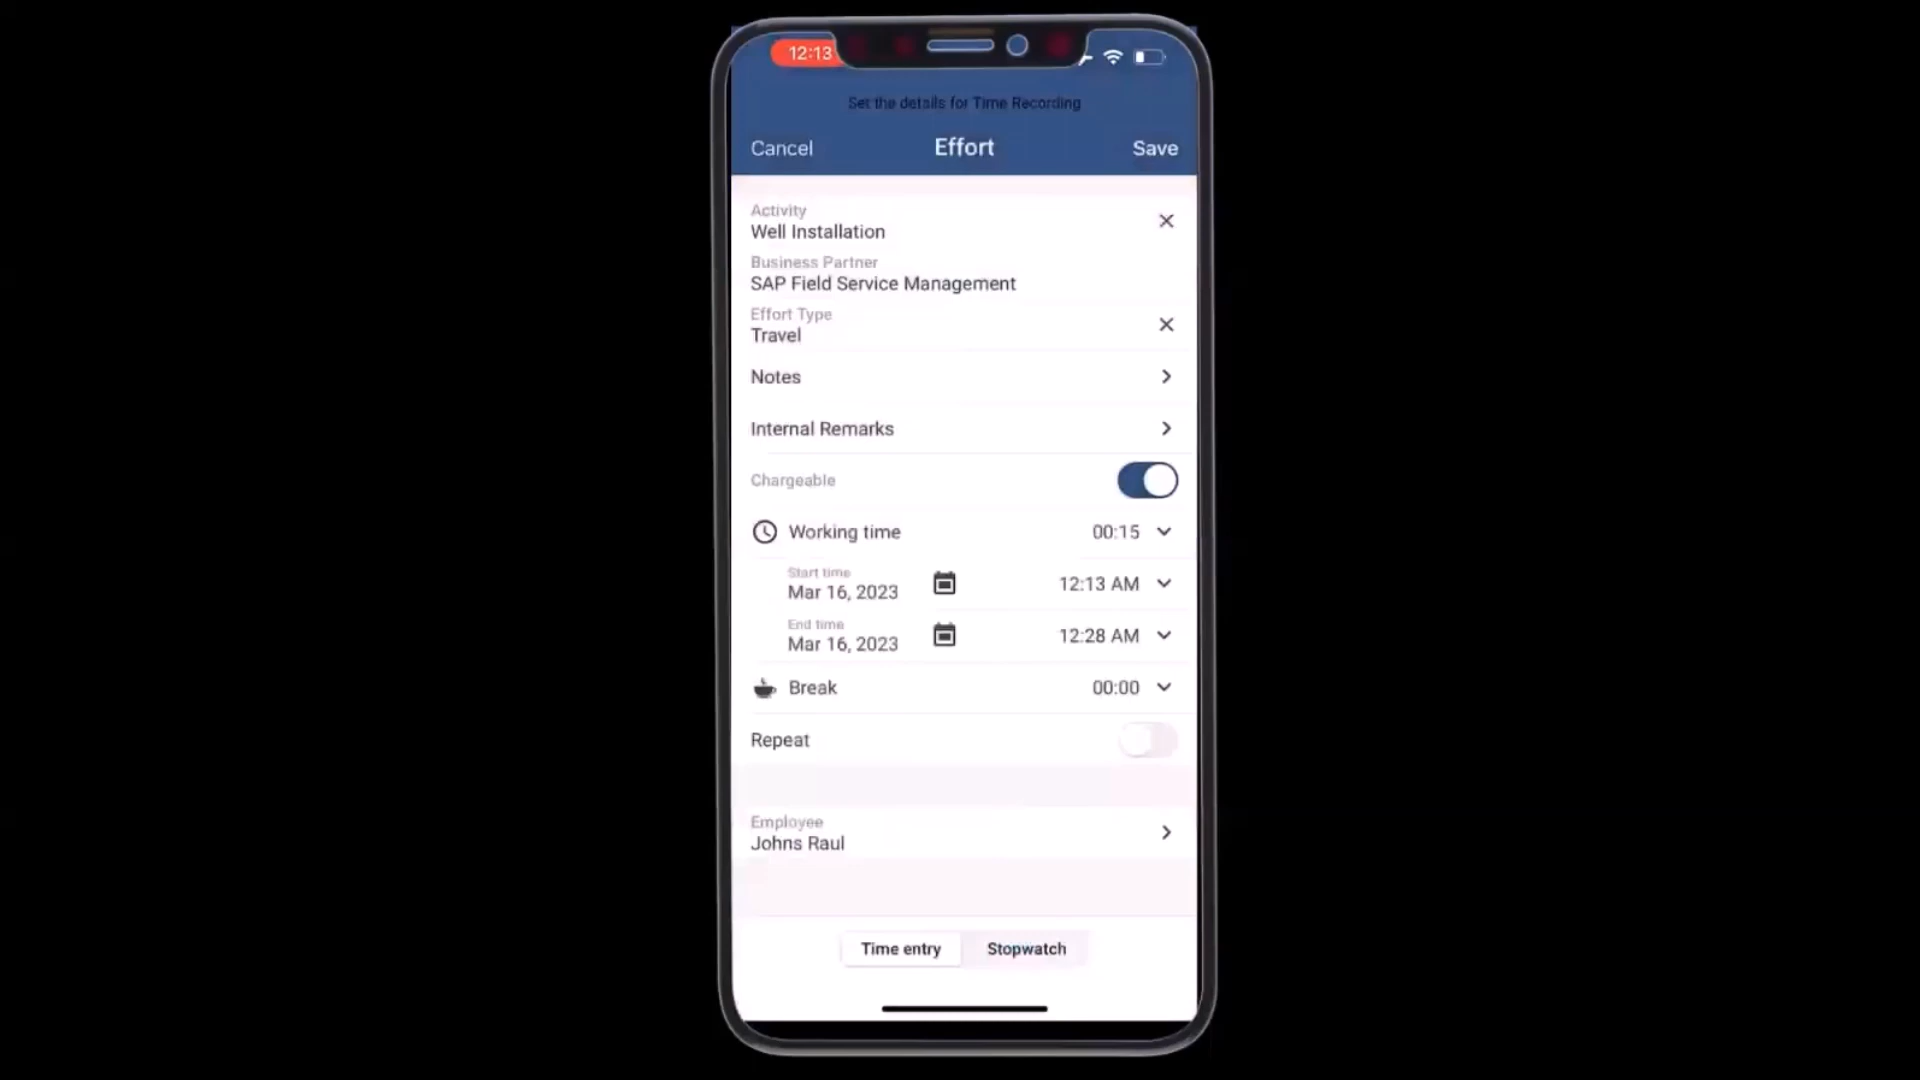 12:13
Set the details for Time Recording
Cancel Effort Save
Activity
Well Installation
Business Partner
SAP Field Service Management
Effort Type
Travel
Notes
Internal Remarks
Chargeable
Working time 00:15
Start time
Mar 16, 2023 12:13 AM
End time
Mar 16, 2023 12:28 AM
Break 00:00
Repeat
Employee
Johns Raul
Time entry Stopwatch